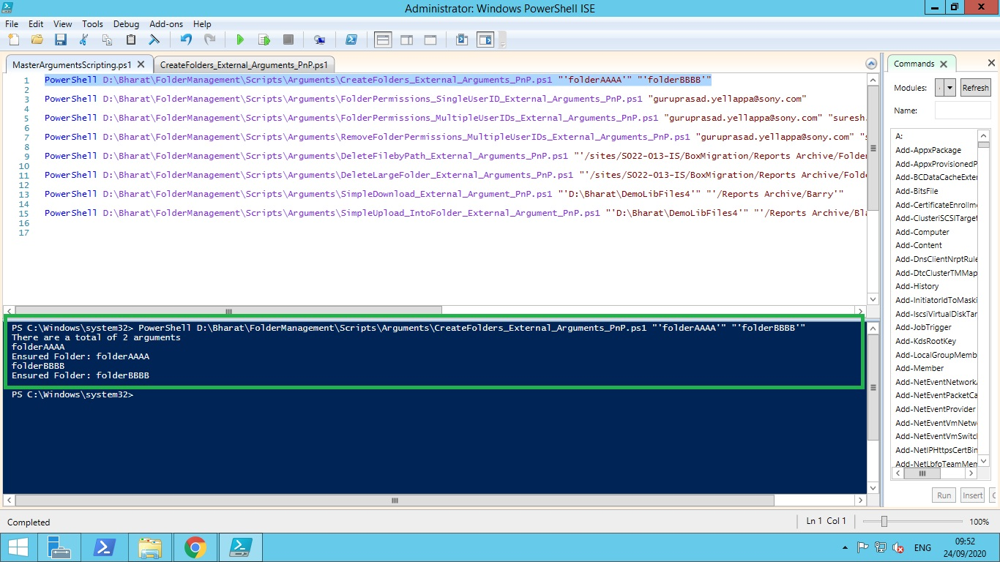 Administrator: Windows PowerShell ISE
File Edit View Tools Debug Add-ons Help
MasterArgumentsScripting.ps1 CreateFolders_External_Arguments_PnP.ps1
1 PowerShell D:\Bharat\FolderManagement\Scripts\Arguments\CreateFolders_External_Arguments_PnP.ps1 "'folderAAAA'" "'folderBBBB'"
2
3 PowerShell D:\Bharat\FolderManagement\Scripts\Arguments\FolderPermissions_SingleUserID_External_Arguments_PnP.ps1 "guruprasad.yellappa@sony.com"
4
5 PowerShell D:\Bharat\FolderManagement\Scripts\Arguments\FolderPermissions_MultipleUserIDs_External_Arguments_PnP.ps1 "guruprasad.yellappa@sony.com" "suresh.
6
7 PowerShell D:\Bharat\FolderManagement\Scripts\Arguments\RemoveFolderPermissions_MultipleUserIDs_External_Arguments_PnP.ps1 "guruprasad.yellappa@sony.com" "s
8
9 PowerShell D:\Bharat\FolderManagement\Scripts\Arguments\DeleteFilebyPath_External_Arguments_PnP.ps1 "'/sites/SO22-013-IS/BoxMigration/Reports Archive/Folder
10
11 PowerShell D:\Bharat\FolderManagement\Scripts\Arguments\DeleteLargeFolder_External_Arguments_PnP.ps1 "'/sites/SO22-013-IS/BoxMigration/Reports Archive/Folde
12
13 PowerShell D:\Bharat\FolderManagement\Scripts\Arguments\SimpleDownload_External_Argument_PnP.ps1 "'D:\Bharat\DemoLibFiles4'" "'/Reports Archive/Barry'"
14
15 PowerShell D:\Bharat\FolderManagement\Scripts\Arguments\SimpleUpload_IntoFolder_External_Argument_PnP.ps1 "'D:\Bharat\DemoLibFiles4'" "'/Reports Archive/Bla
16
17
PS C:\Windows\system32> PowerShell D:\Bharat\FolderManagement\Scripts\Arguments\CreateFolders_External_Arguments_PnP.ps1 "'folderAAAA'" "'folderBBBB'"
There are a total of 2 arguments
folderAAAA
Ensured Folder: folderAAAA
folderBBBB
Ensured Folder: folderBBBB
PS C:\Windows\system32>
Commands
Modules: Refresh
Name:
A:
Add-AppxPackage
Add-AppxProvisionedP
Add-BCDataCacheExter
Add-BitsFile
Add-CertificateEnrollme
Add-ClusteriSCSITarget
Add-Computer
Add-Content
Add-DnsClientNrptRule
Add-DtcClusterTMMap
Add-History
Add-InitiatorIdToMaski
Add-IscsiVirtualDiskTar
Add-JobTrigger
Add-KdsRootKey
Add-LocalGroupMemb
Add-Member
Add-NetEventNetworkA
Add-NetEventPacketCa
Add-NetEventProvider
Add-NetEventVmNetw
Add-NetEventVmSwitcl
Add-NetIPHttpsCertBin
Add-NetLbfoTeamMem
Run Insert
Completed
Ln 1 Col 1 100%
ENG
09:52
24/09/2020